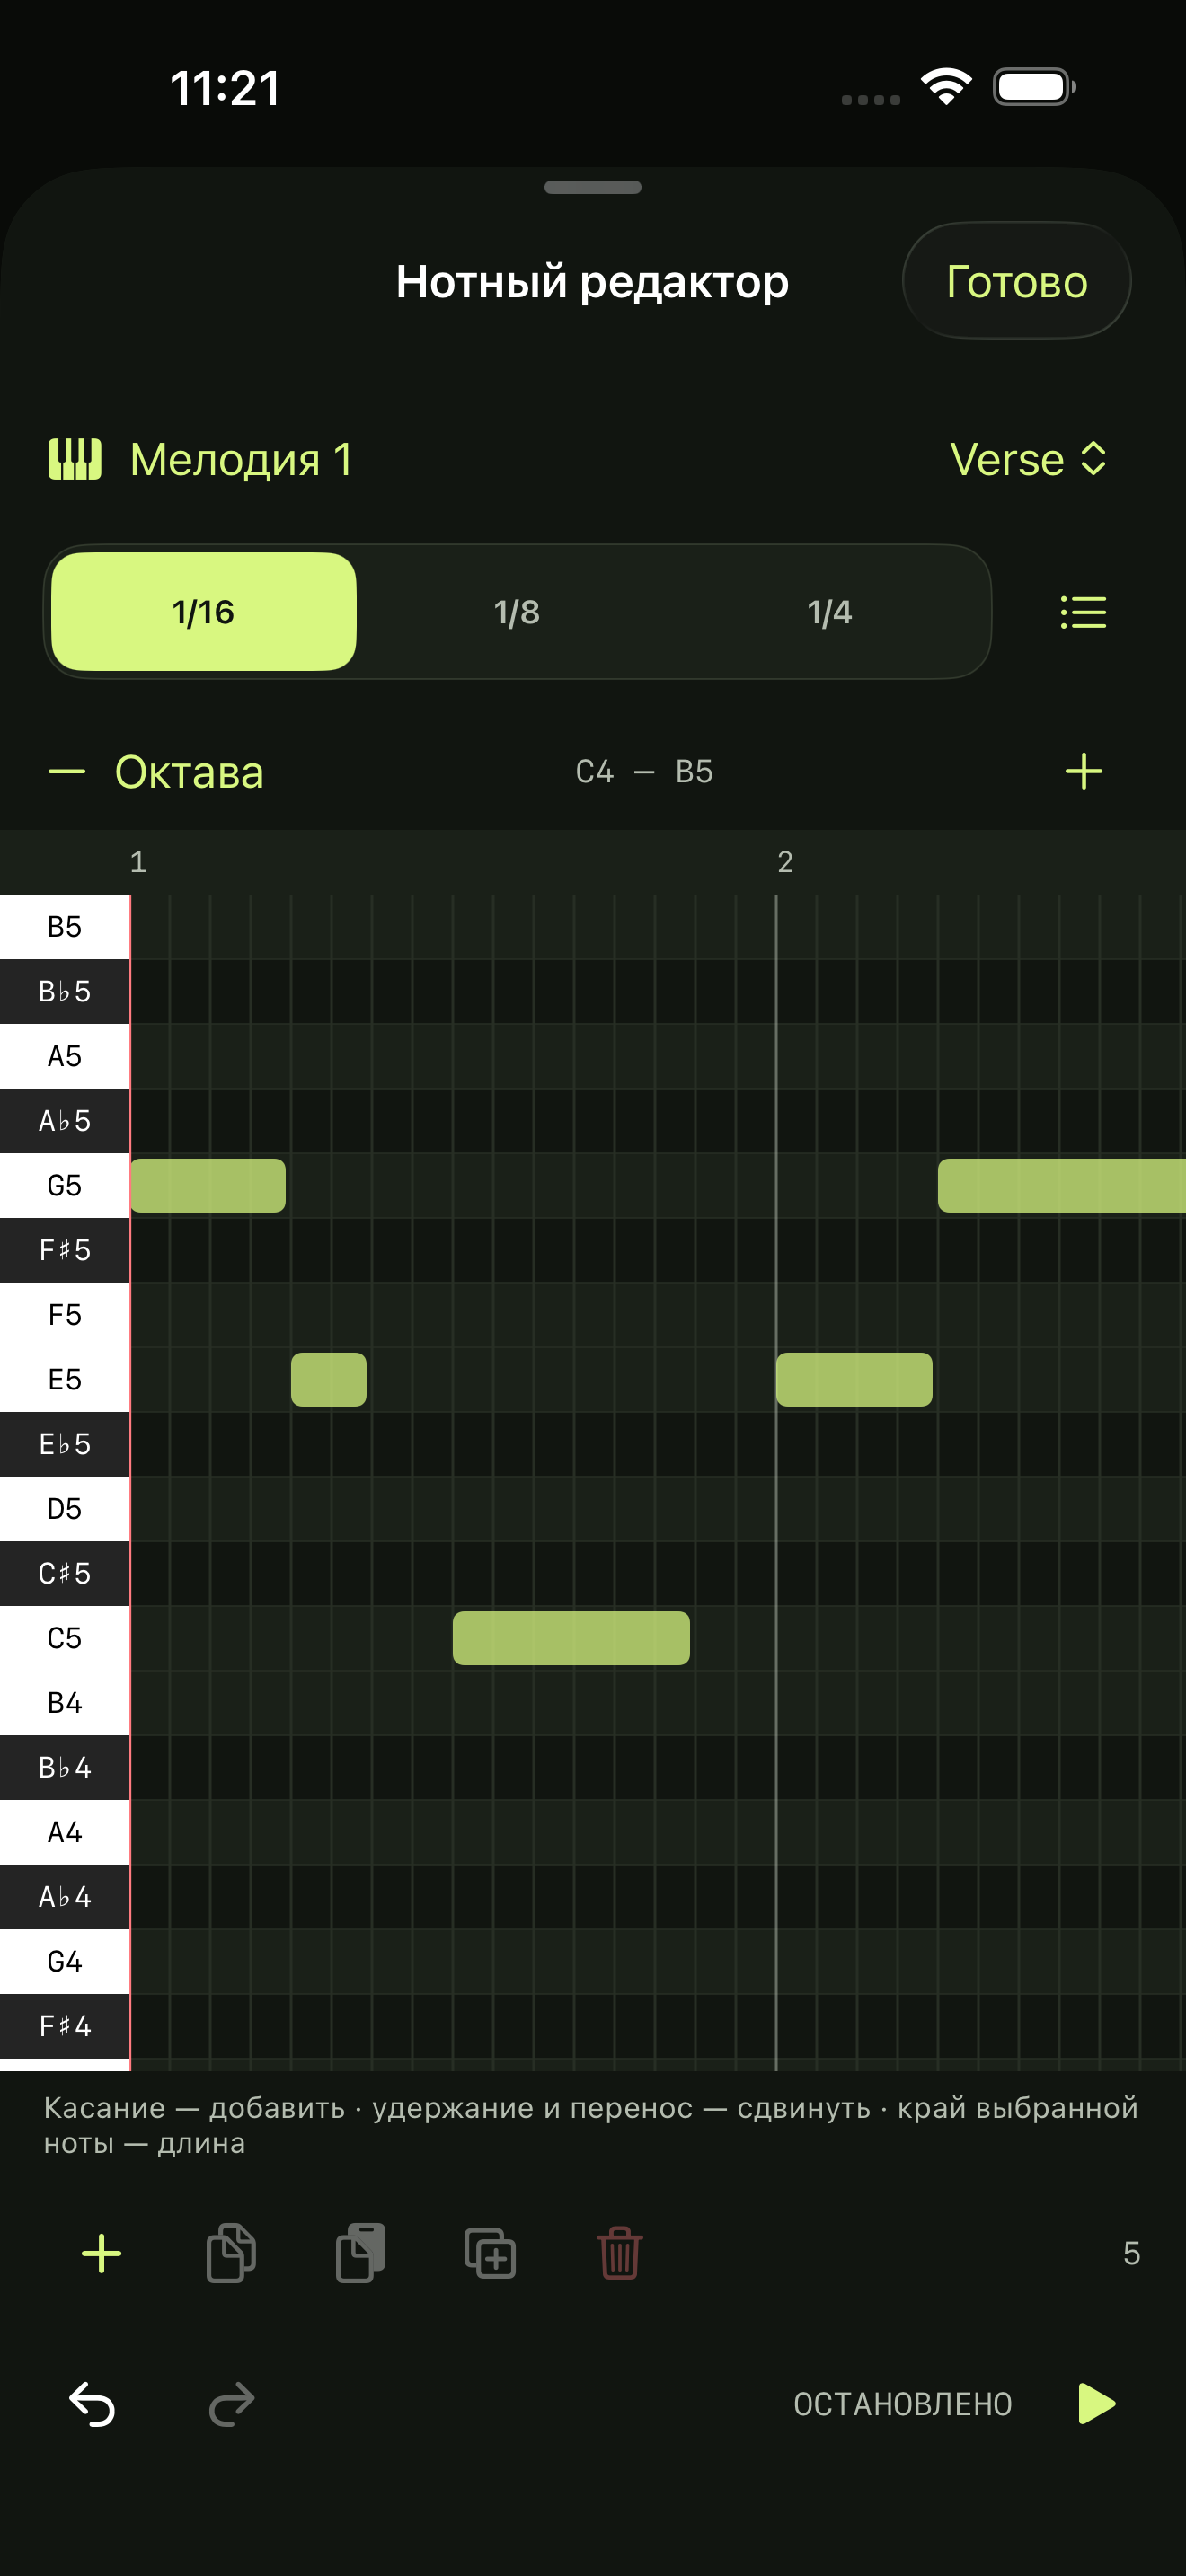 11:21
Нотный редактор
Готово
Мелодия 1
Verse
1/16 1/8 1/4
Октава
C4 – B5
1 2
B5
B♭5
A5
A♭5
G5
F♯5
F5
E5
E♭5
D5
C♯5
C5
B4
B♭4
A4
A♭4
G4
F♯4
Касание — добавить · удержание и перенос — сдвинуть · край выбранной
ноты — длина
5
ОСТАНОВЛЕНО